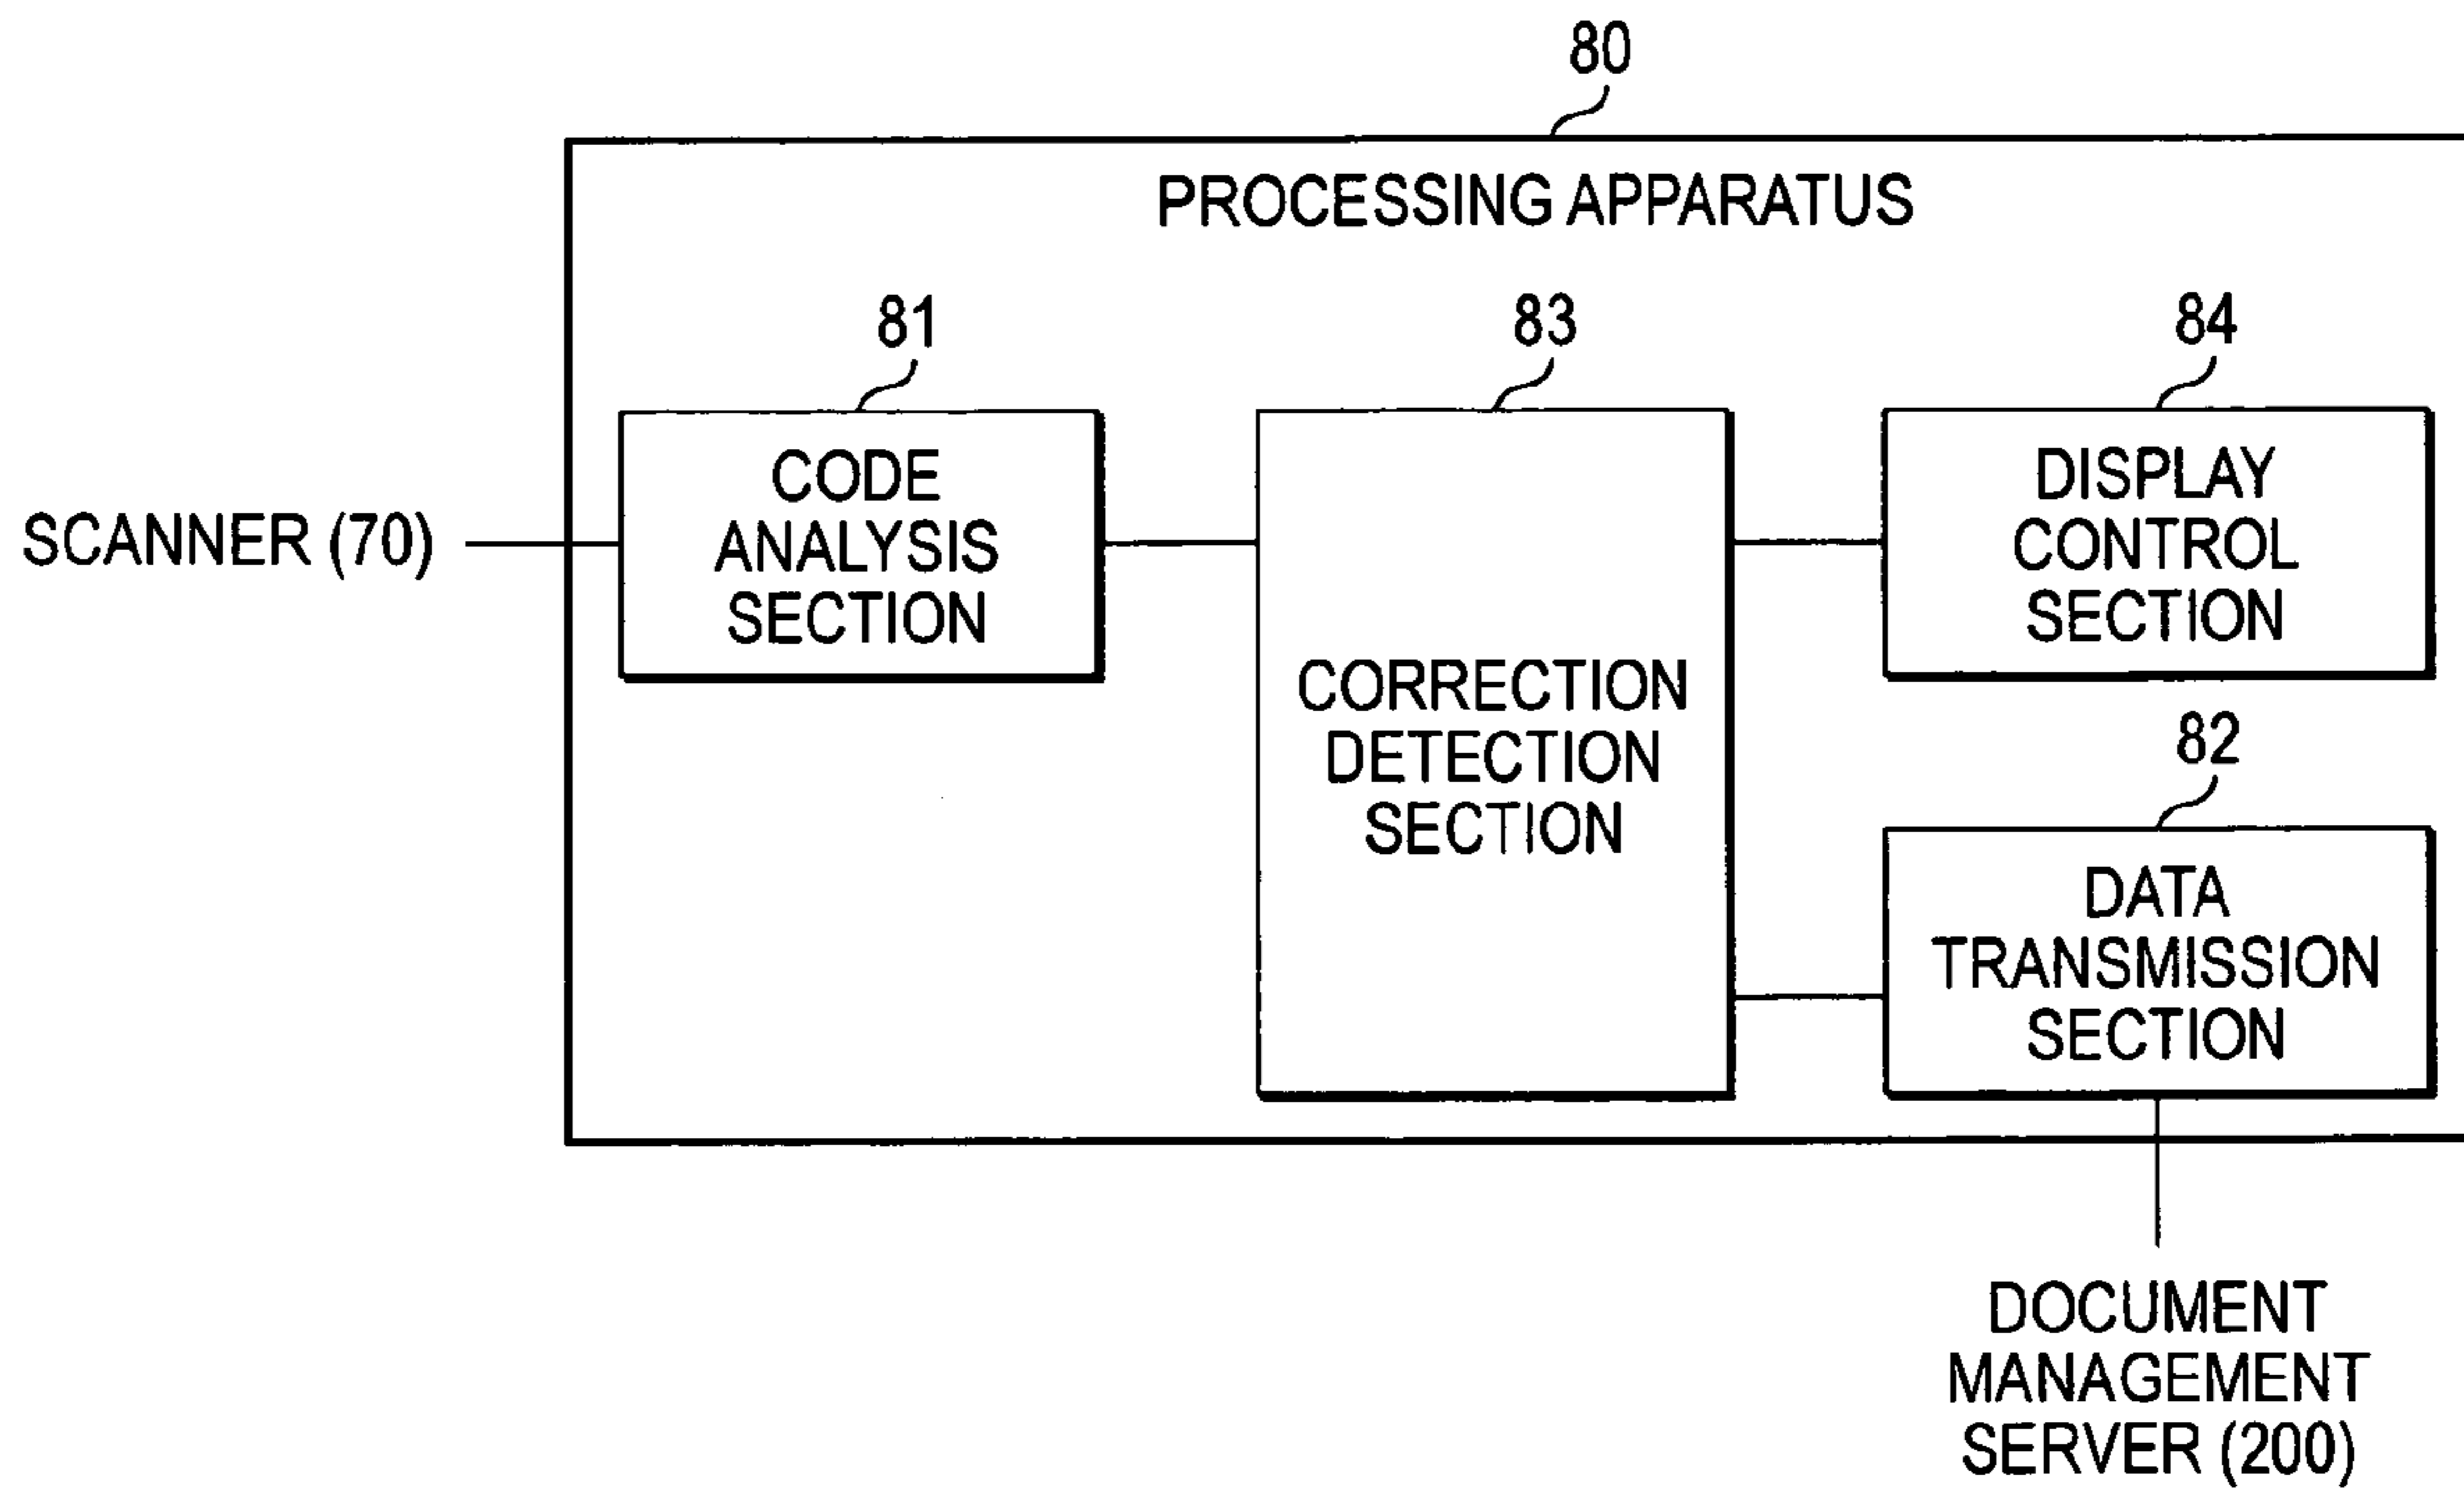 80
PROCESSING APPARATUS
81
83
84
SCANNER (70)
CODE
ANALYSIS
SECTION
CORRECTION
DETECTION
SECTION
DISPLAY
CONTROL
SECTION
82
DATA
TRANSMISSION
SECTION
DOCUMENT
MANAGEMENT
SERVER (200)